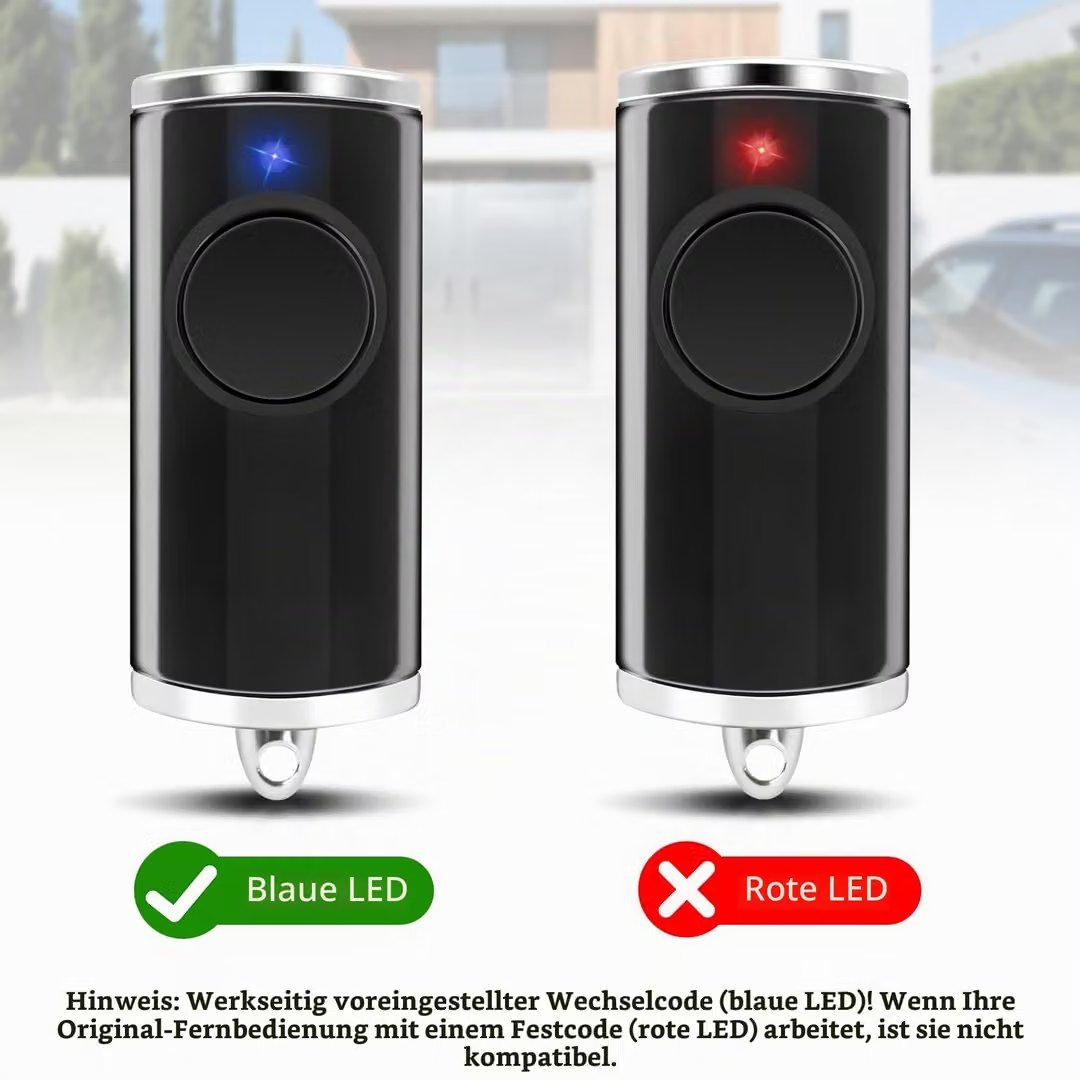 Blaue LED
Rote LED
Hinweis: Werkseitig voreingestellter Wechselcode (blaue LED)! Wenn Ihre
Original-Fernbedienung mit einem Festcode (rote LED) arbeitet, ist sie nicht
kompatibel.